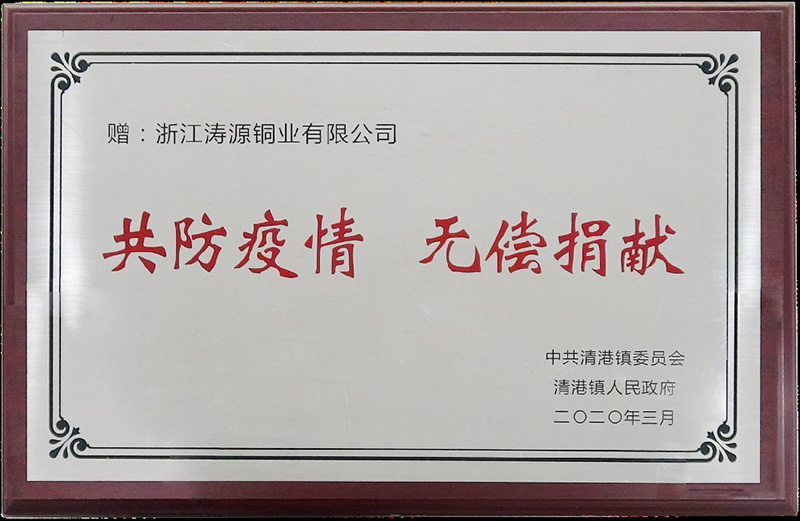 赠：浙江涛源铜业有限公司
共防疫情 无偿捐献
中共清港镇委员会
清港镇人民政府
二〇二〇年三月